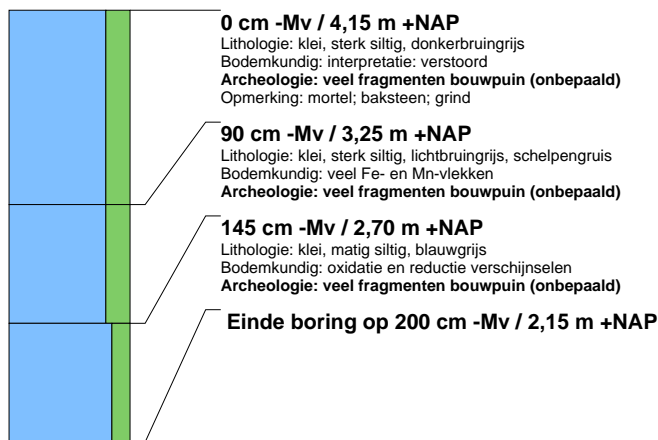 0 cm -Mv / 4,15 m +NAP
Lithologie: klei, sterk siltig, donkerbruingrijs
Bodemkundig: interpretatie: verstoord
Archeologie: veel fragmenten bouwpuin (onbepaald)
Opmerking: mortel; baksteen; grind
90 cm -Mv / 3,25 m +NAP
Lithologie: klei, sterk siltig, lichtbruingrijs, schelpengruis
Bodemkundig: veel Fe- en Mn-vlekken
Archeologie: veel fragmenten bouwpuin (onbepaald)
145 cm -Mv / 2,70 m +NAP
Lithologie: klei, matig siltig, blauwgrijs
Bodemkundig: oxidatie en reductie verschijnselen
Archeologie: veel fragmenten bouwpuin (onbepaald)
Einde boring op 200 cm -Mv / 2,15 m +NAP